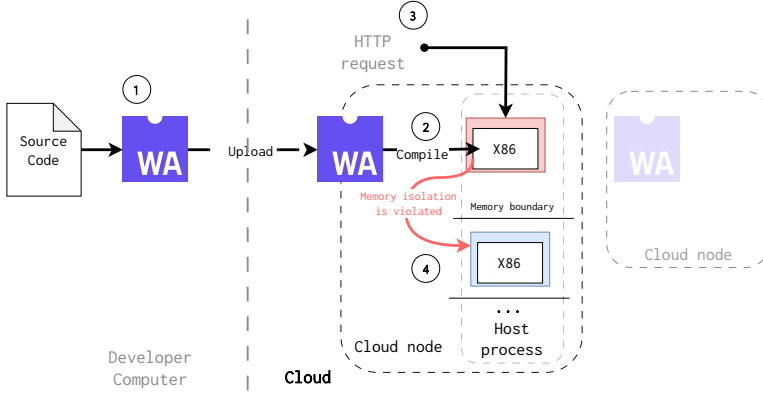 3
HTTP
request
1
Source
Code
WA
Upload
WA
2
Compile
X86
WA
Memory isolation
is violated
Memory boundary
4
X86
Cloud node
...
Host
process
Cloud node
Developer
Computer
Cloud